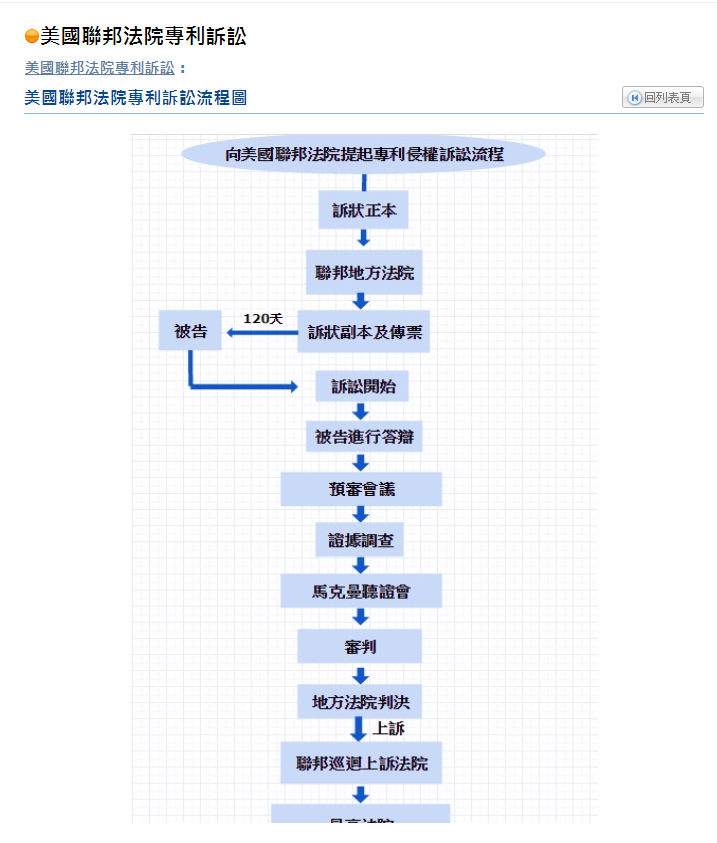 美國聯邦法院專利訴訟
美國聯邦法院專利訴訟：
美國聯邦法院專利訴訟流程圖
回列表頁
向美國聯邦法院提起專利侵權訴訟流程
訴狀正本
聯邦地方法院
120天
被告
訴狀副本及傳票
訴訟開始
被告進行答辯
預審會議
證據調查
馬克曼聽證會
審判
地方法院判決
上訴
聯邦巡迴上訴法院
最高法院